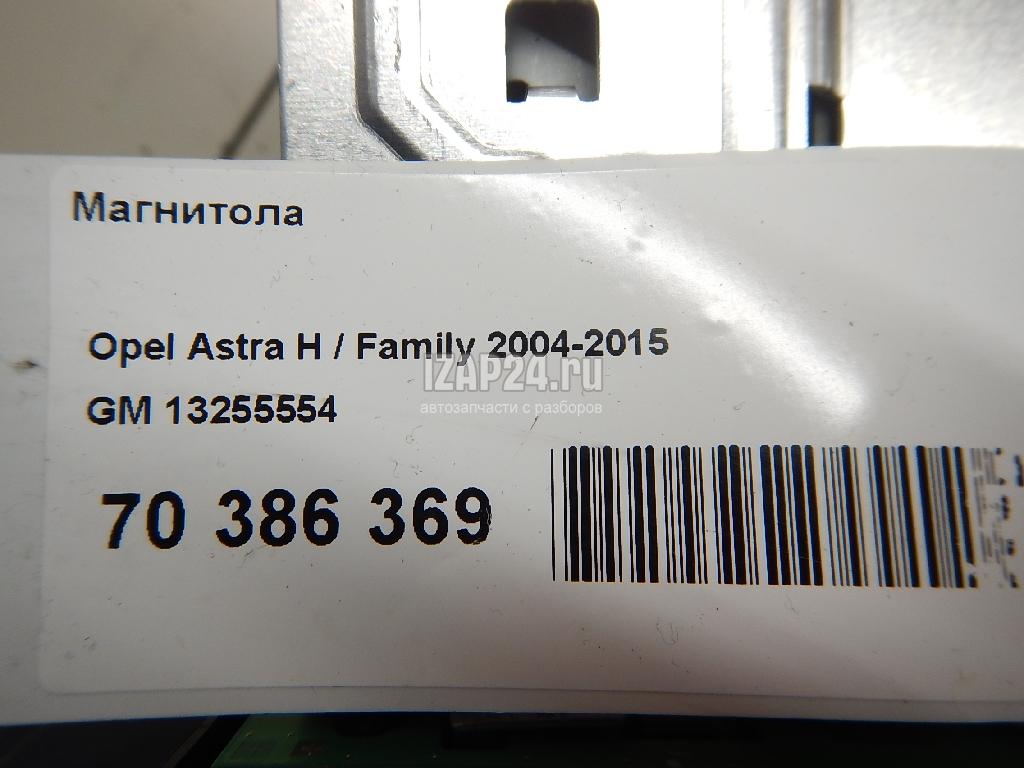 Магнитола
Opel Astra H / Family 2004-2015
IZAP24.ru
GM 13255554
автозапчасти с разборов
70 386 369